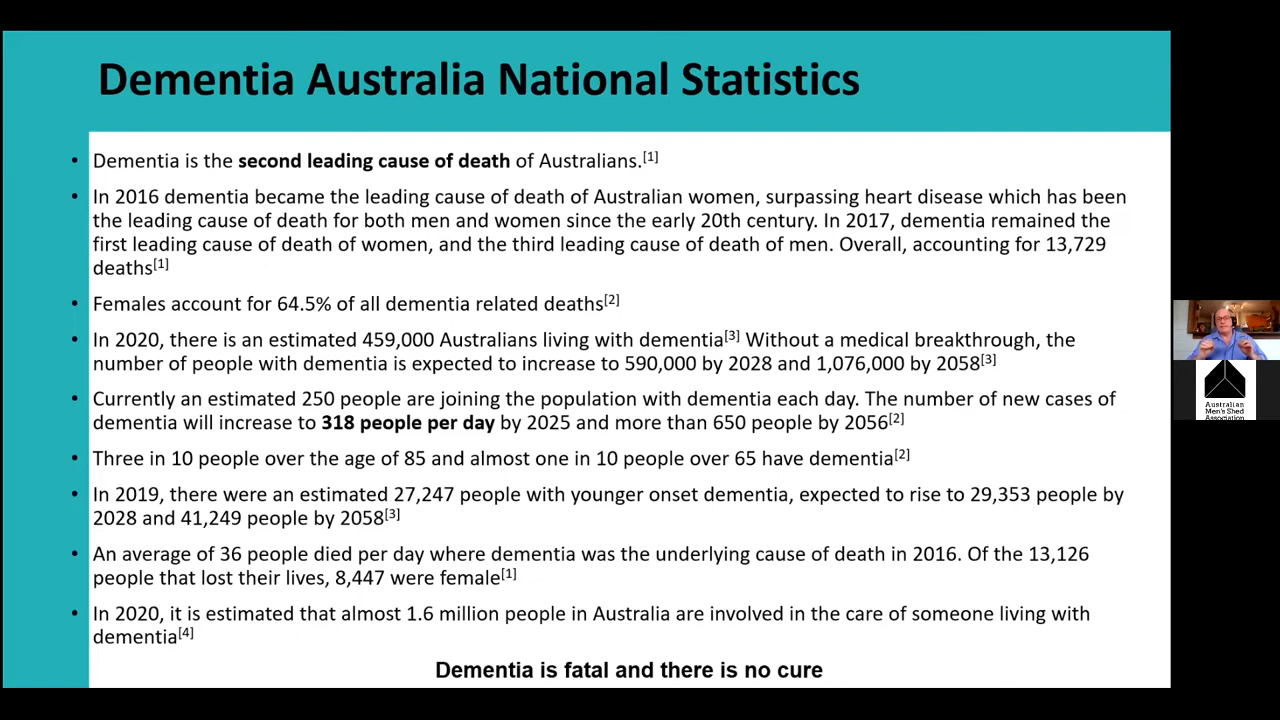 Dementia Australia National Statistics
• Dementia is the second leading cause of death of Australians.[1]
• In 2016 dementia became the leading cause of death of Australian women, surpassing heart disease which has been
the leading cause of death for both men and women since the early 20th century. In 2017, dementia remained the
first leading cause of death of women, and the third leading cause of death of men. Overall, accounting for 13,729
deaths[1]
• Females account for 64.5% of all dementia related deaths[2]
• In 2020, there is an estimated 459,000 Australians living with dementia[3] Without a medical breakthrough, the
number of people with dementia is expected to increase to 590,000 by 2028 and 1,076,000 by 2058[3]
• Currently an estimated 250 people are joining the population with dementia each day. The number of new cases of
dementia will increase to 318 people per day by 2025 and more than 650 people by 2056[2]
• Three in 10 people over the age of 85 and almost one in 10 people over 65 have dementia[2]
• In 2019, there were an estimated 27,247 people with younger onset dementia, expected to rise to 29,353 people by
2028 and 41,249 people by 2058[3]
• An average of 36 people died per day where dementia was the underlying cause of death in 2016. Of the 13,126
people that lost their lives, 8,447 were female[1]
• In 2020, it is estimated that almost 1.6 million people in Australia are involved in the care of someone living with
dementia[4]
Dementia is fatal and there is no cure
Australian
Men's Shed
Association